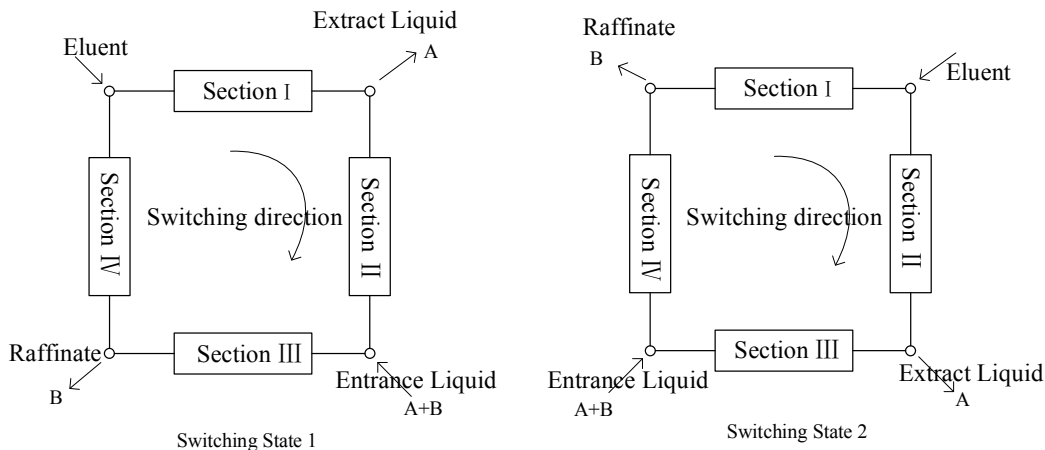 Eluent
Extract Liquid
A
Section I
Section IV
Switching direction
Section II
Raffinate
B
Section III
Entrance Liquid
A+B
Switching State 1
Raffinate
B
Eluent
Section I
Section IV
Switching direction
Section II
Entrance Liquid
A+B
Section III
Extract Liquid
A
Switching State 2